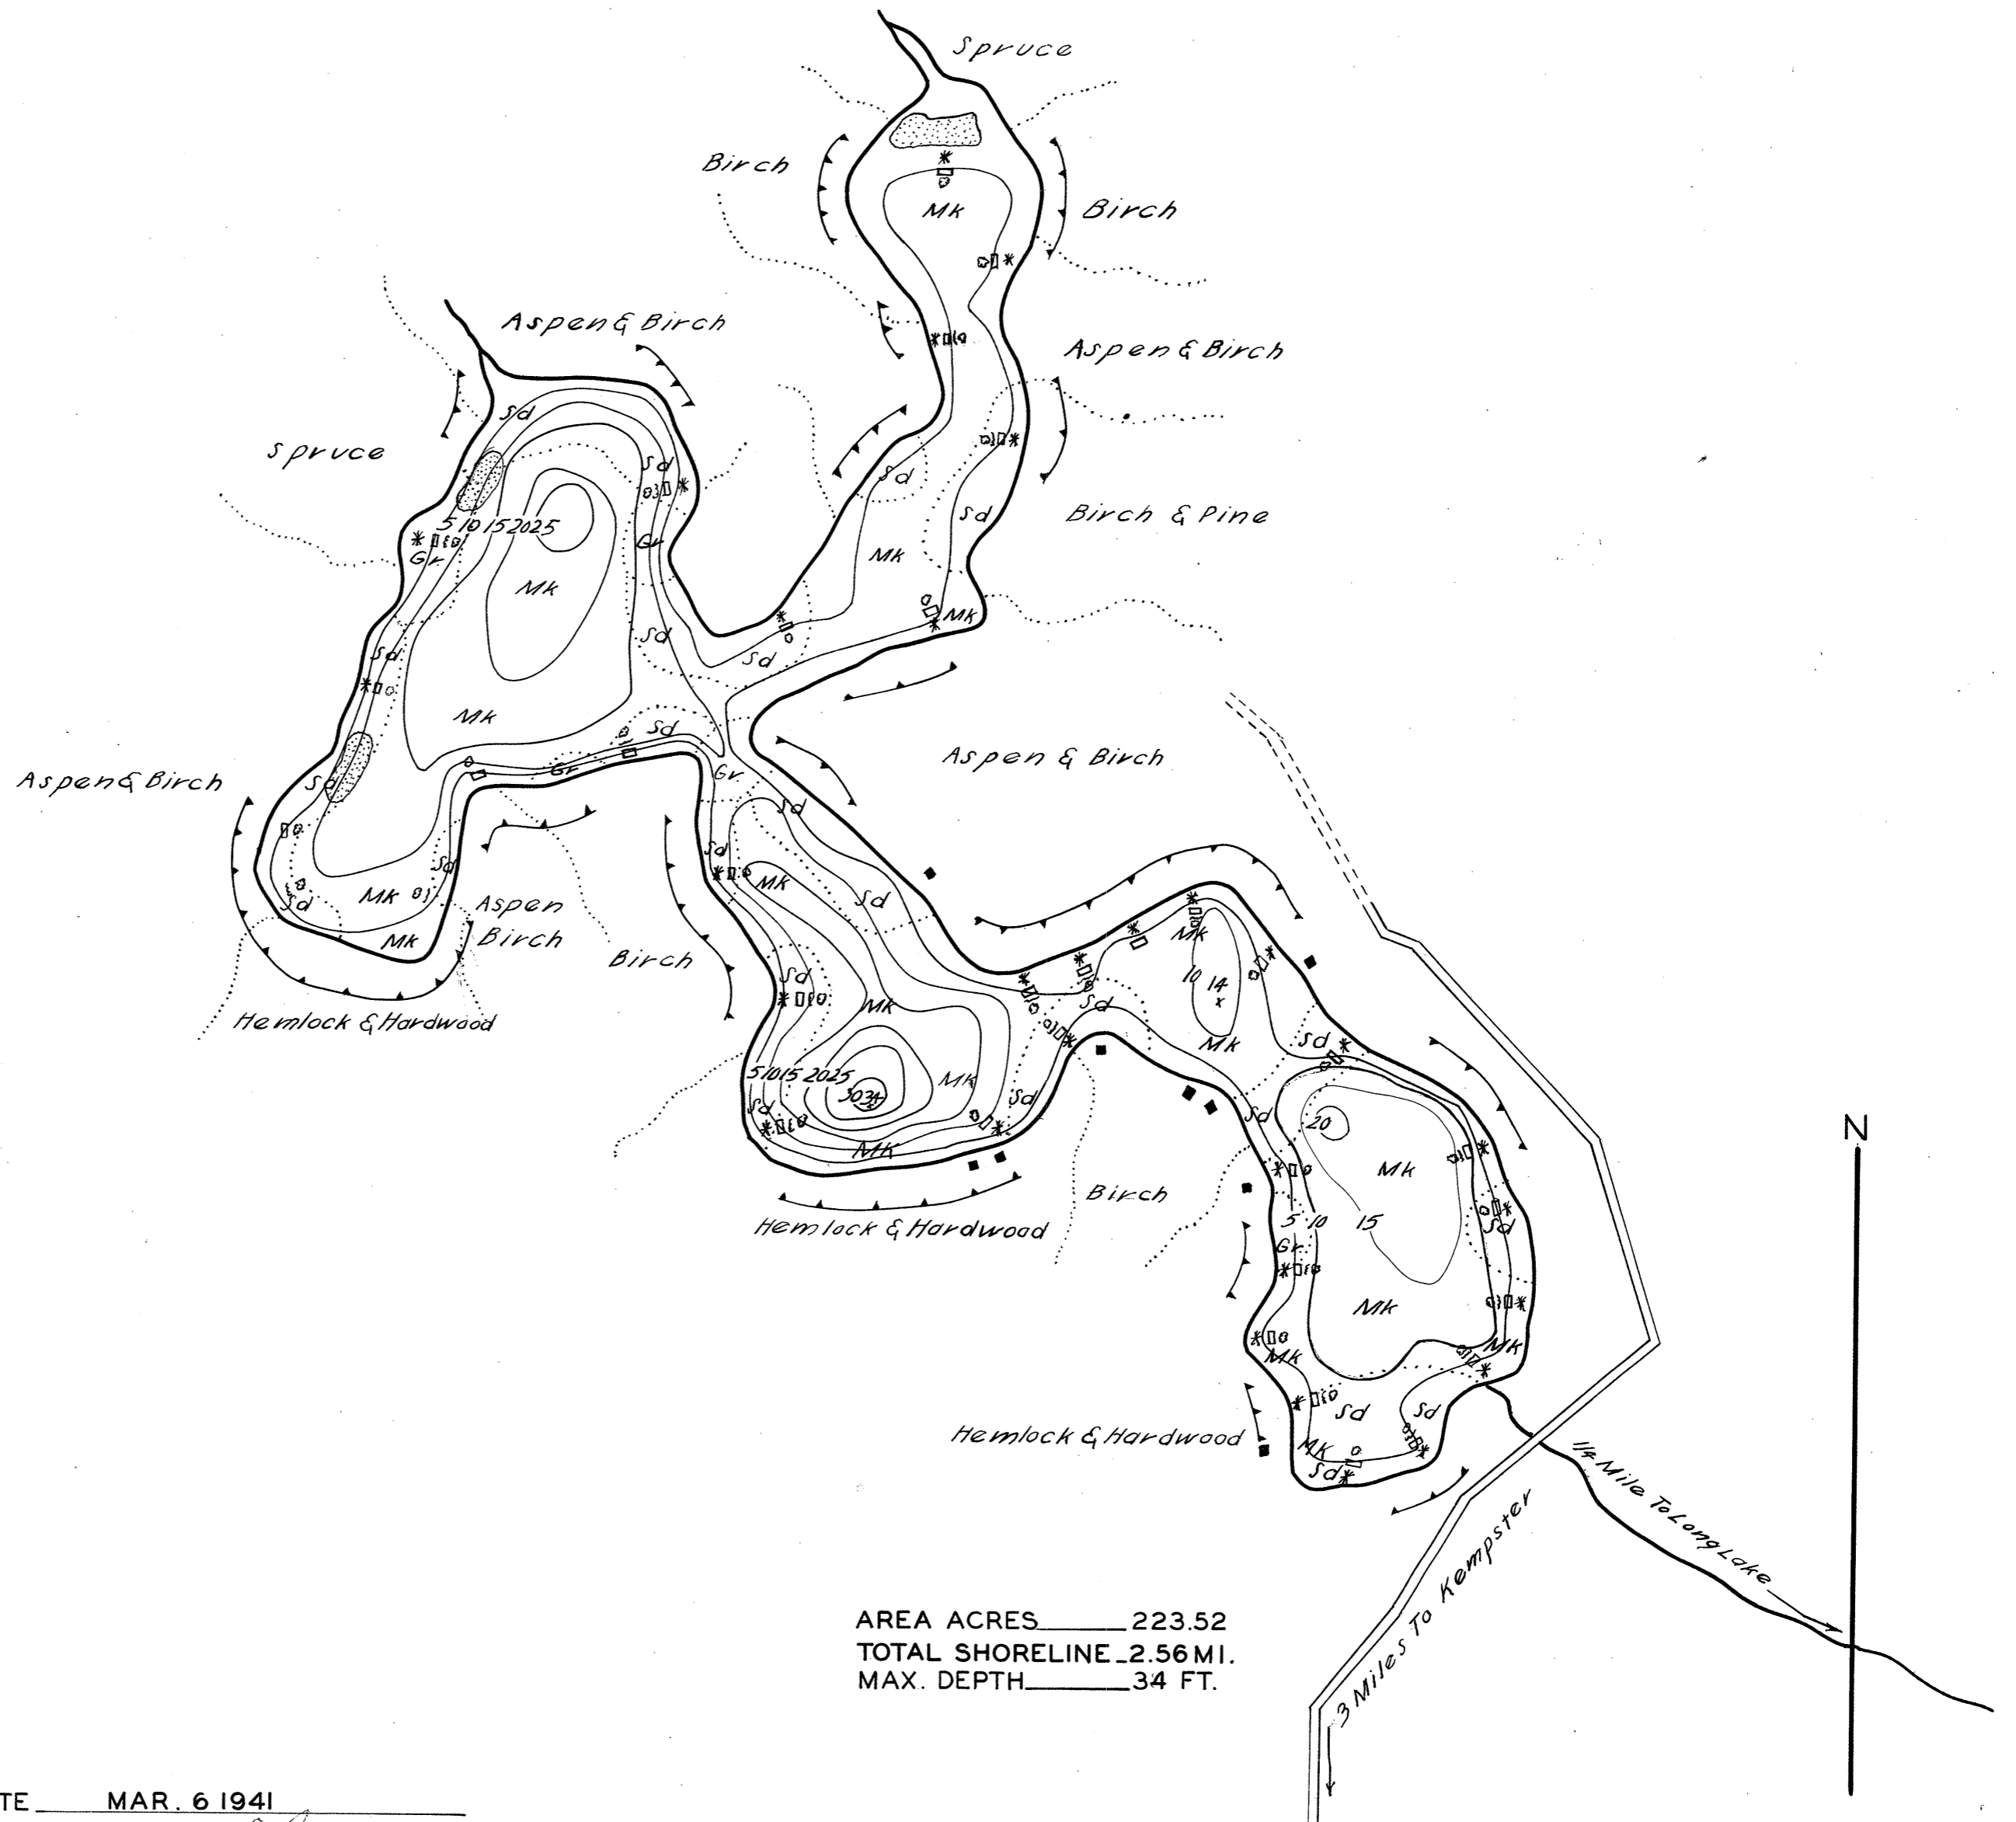 Spruce
Birch
Mk
Birch
Aspen & Birch
Aspen & Birch
Sd
Spruce
Sd
Sd
Sd
Birch & Pine
5 10 15 20 25
Gr
Gr
Mk
Mk
Mk
Sd
Sd
Sd
Mk
Sd
Aspen & Birch
Gr
Gr
Aspen & Birch
Sd
Sd
Sd
Sd
Mk
Sd
Mk
Sd
Sd
Aspen
Birch
Mk
Mk
Birch
Sd
10 14
x
Mk
Sd
Hemlock & Hardwood
Mk
Sd
5 10 15 20 25
30 34
Mk
Sd
Sd
Sd
20
N
Mk
Mk
Birch
Hemlock & Hardwood
5 10 15
Sd
Gr
Mk
Mk
Mk
Sd
Sd
Hemlock & Hardwood
Mk
Sd
1/4 Mile To Long Lake
3 Miles To Kempster
AREA ACRES 223.52
TOTAL SHORELINE 2.56 MI.
MAX. DEPTH 34 FT.
TE MAR. 6 1941